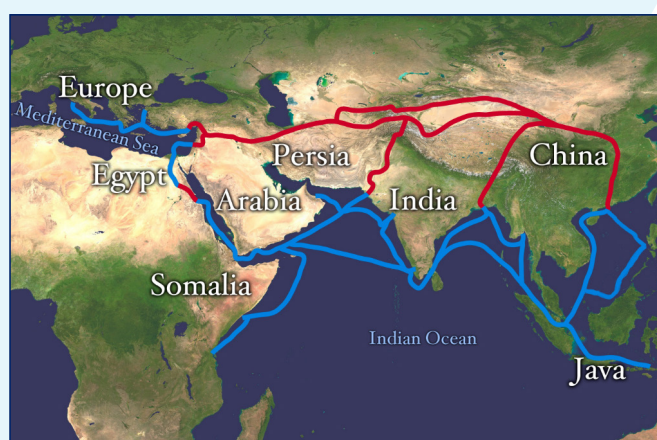 Europe
Mediterranean Sea
Egypt
Persia
China
Arabia
India
Somalia
Indian Ocean
Java